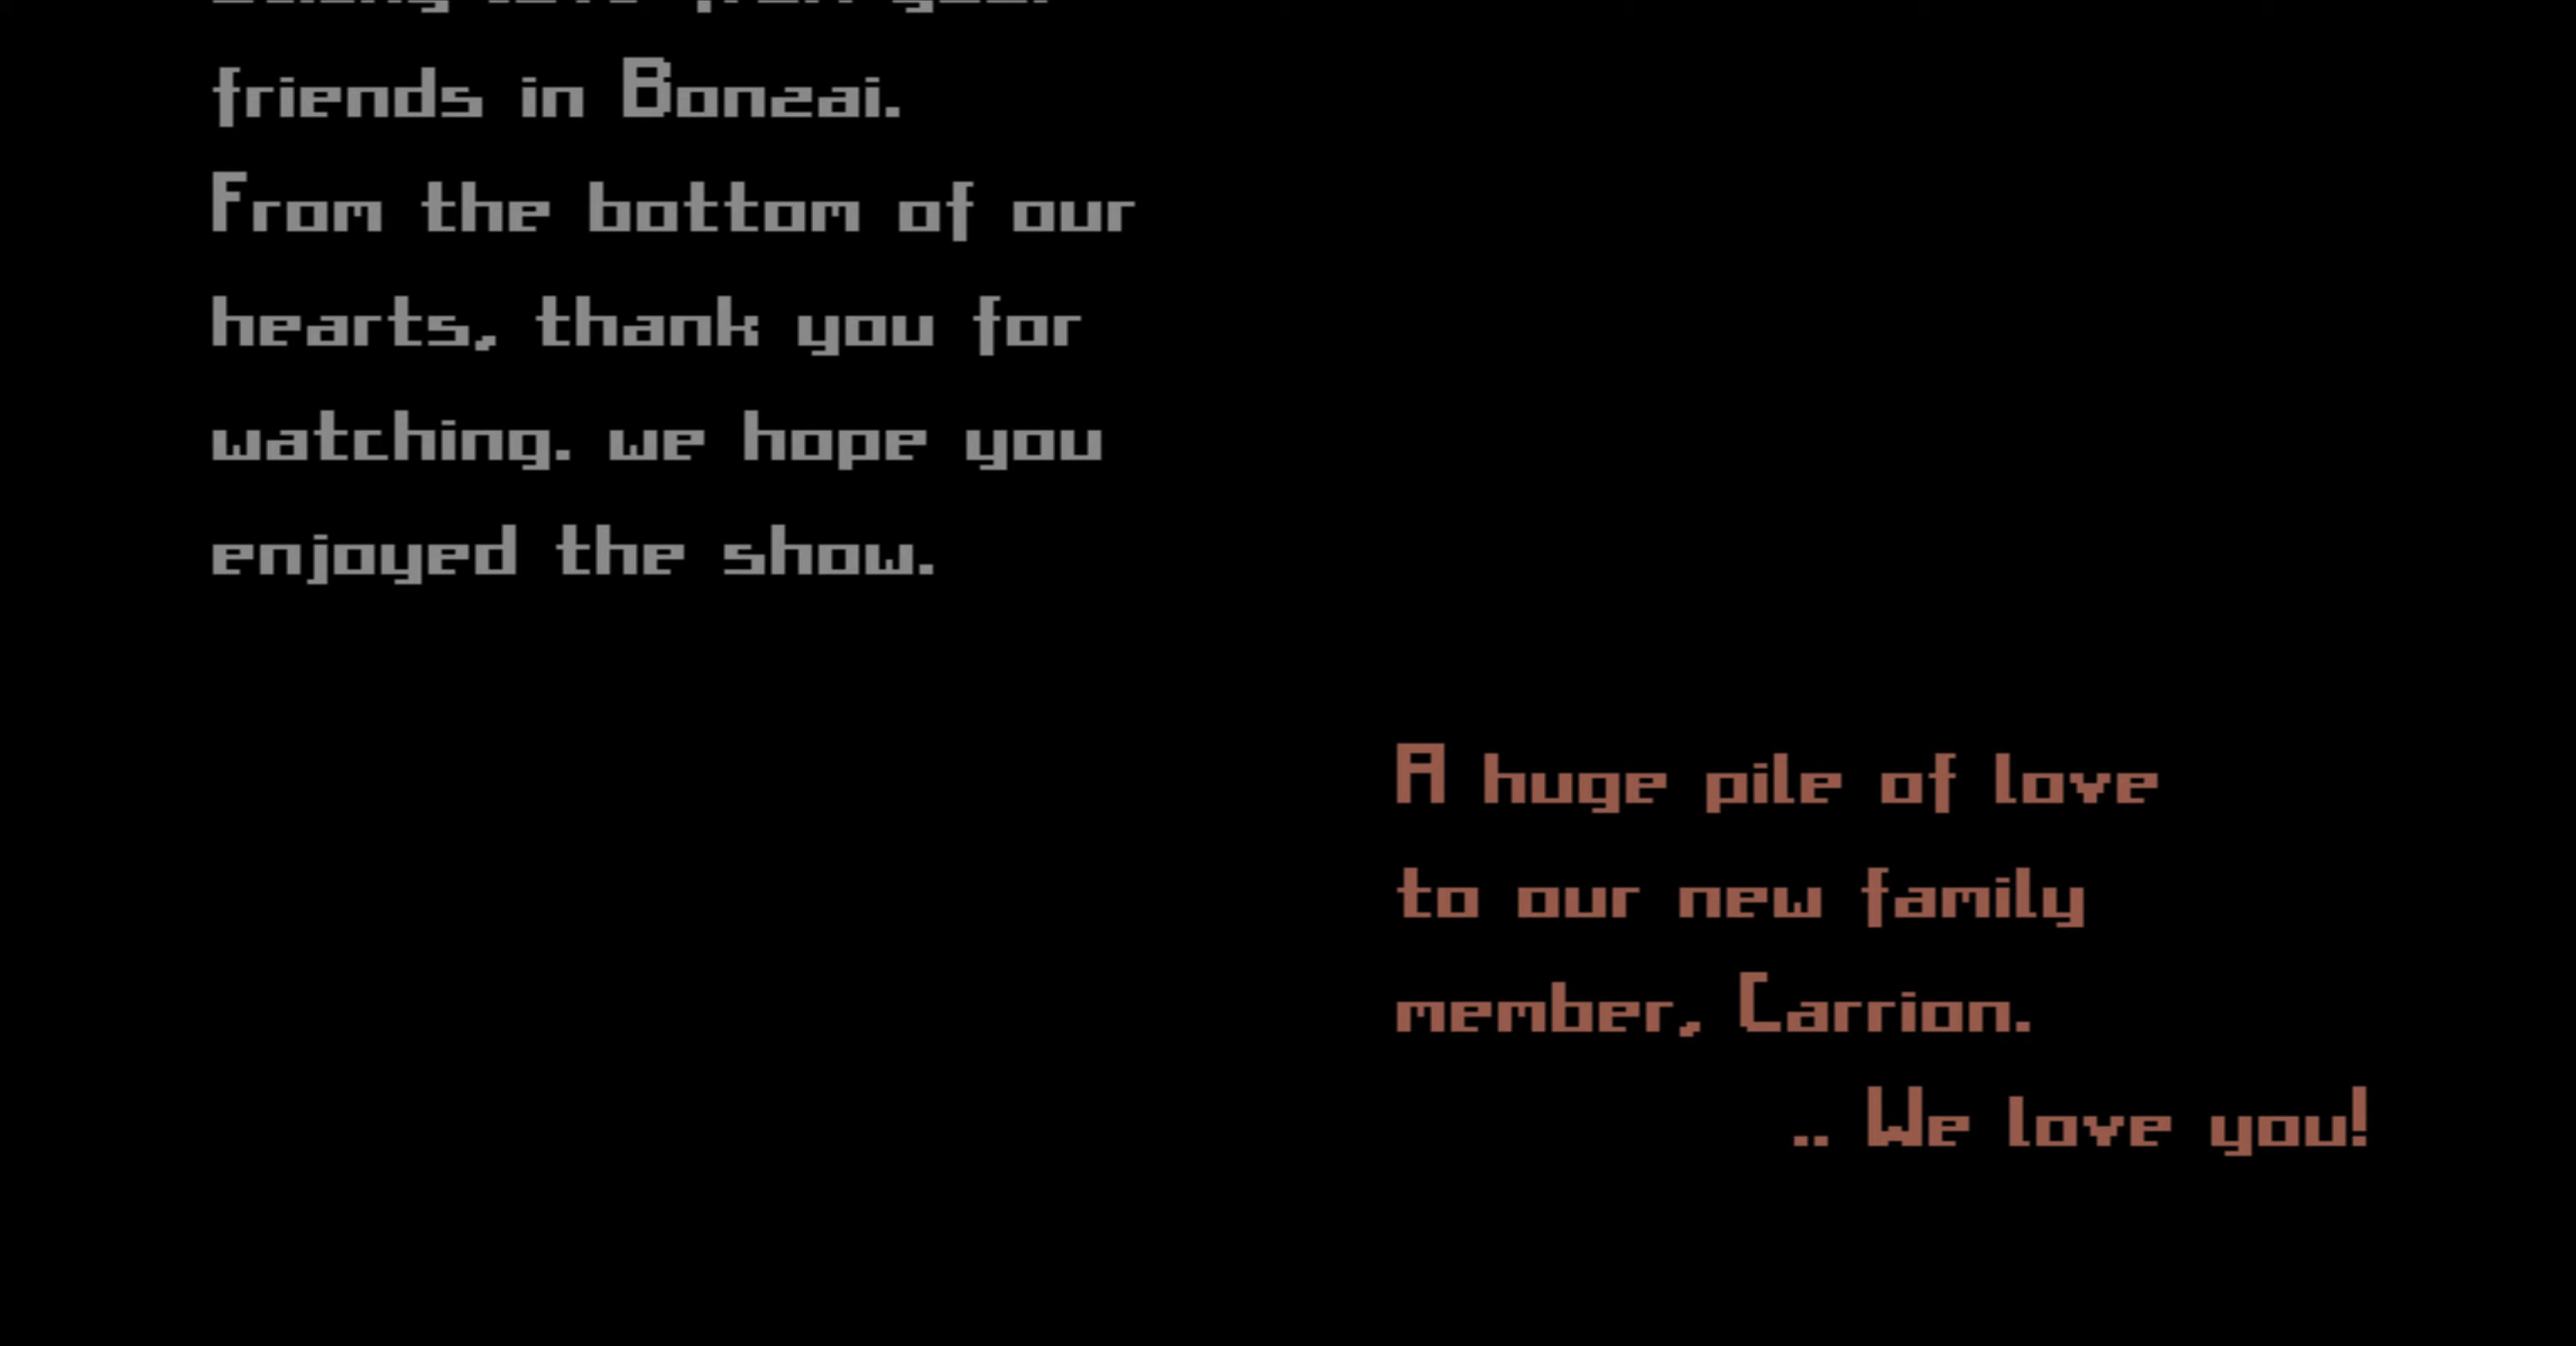 friends in Bonzai.
From the bottom of our
hearts, thank you for
watching. we hope you
enjoyed the show.
A huge pile of love
to our new family
member, Carrion.
.. We love you!